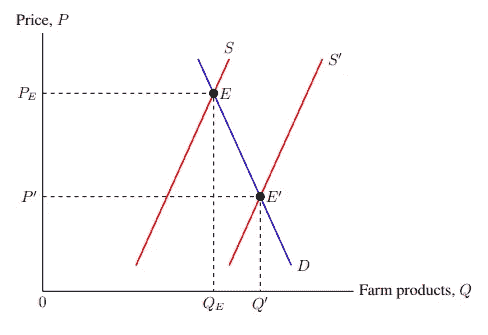 Price, P
S
S′
P_E
E
P′
E′
D
Farm products, Q
0
Q_E
Q′